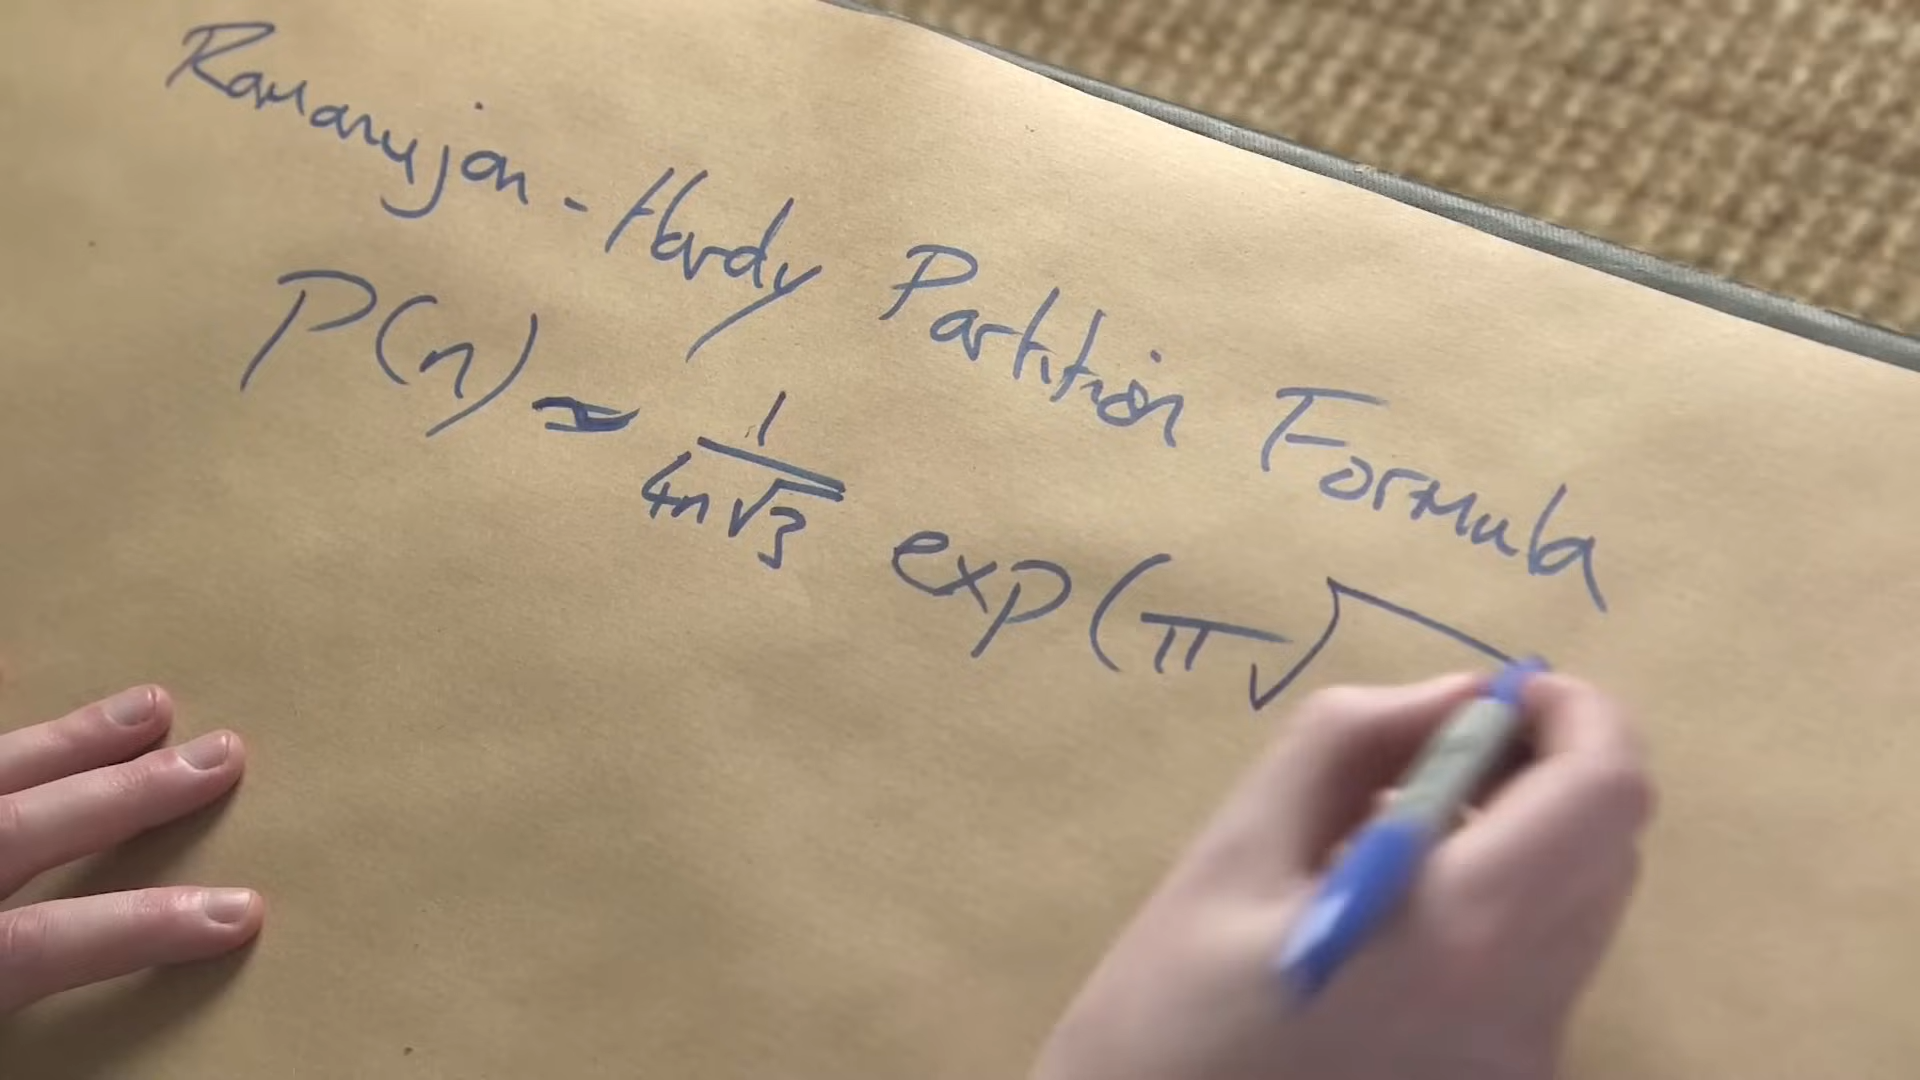 Ramanujan - Hardy Partition Formula
P(n) ≈ 1/4n√3 exp(π√